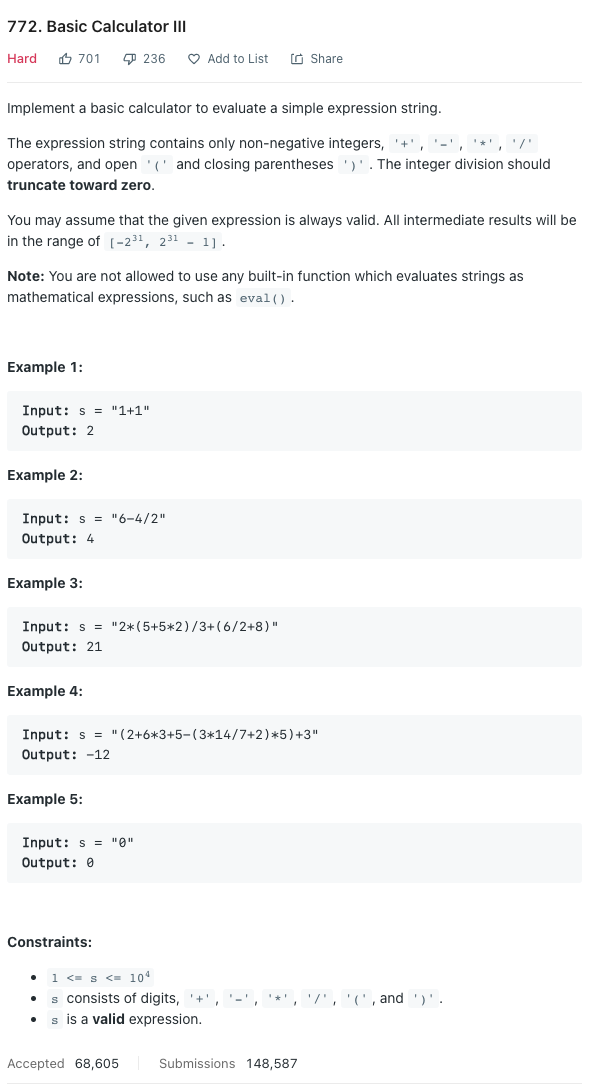 772. Basic Calculator III
Hard 701 236 Add to List Share
Implement a basic calculator to evaluate a simple expression string.
The expression string contains only non-negative integers, '+', '-', '*', '/'
operators, and open '(' and closing parentheses ')'. The integer division should
truncate toward zero.
You may assume that the given expression is always valid. All intermediate results will be
in the range of [-2³¹, 2³¹ - 1].
Note: You are not allowed to use any built-in function which evaluates strings as
mathematical expressions, such as eval().
Example 1:
Input: s = "1+1"
Output: 2
Example 2:
Input: s = "6-4/2"
Output: 4
Example 3:
Input: s = "2*(5+5*2)/3+(6/2+8)"
Output: 21
Example 4:
Input: s = "(2+6*3+5-(3*14/7+2)*5)+3"
Output: -12
Example 5:
Input: s = "0"
Output: 0
Constraints:
• 1 <= s <= 10⁴
• s consists of digits, '+', '-', '*', '/', '(', and ')'.
• s is a valid expression.
Accepted 68,605 Submissions 148,587